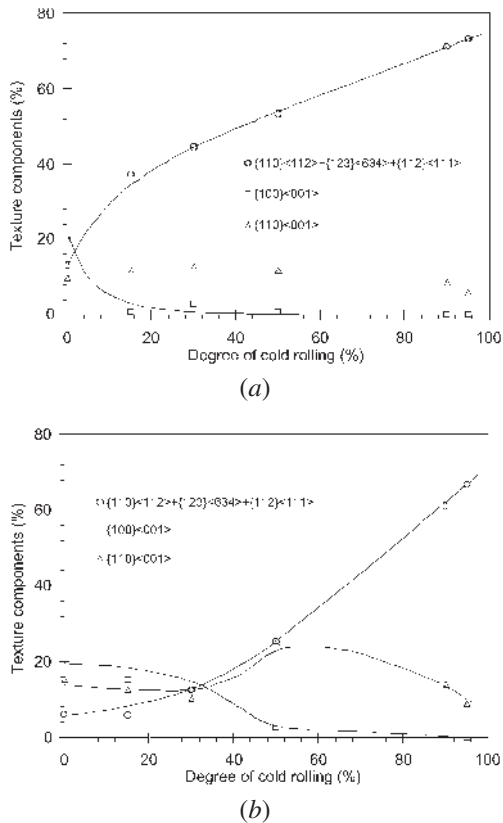 80
60
40
20
0
Texture components (%)
{110}<112>+{123}<634>+{112}<111>
{100}<001>
{110}<001>
0 20 40 60 80 100
Degree of cold rolling (%)
(a)
80
60
40
20
0
Texture components (%)
{110}<112>+{123}<634>+{112}<111>
{100}<001>
{110}<001>
0 20 40 60 80 100
Degree of cold rolling (%)
(b)